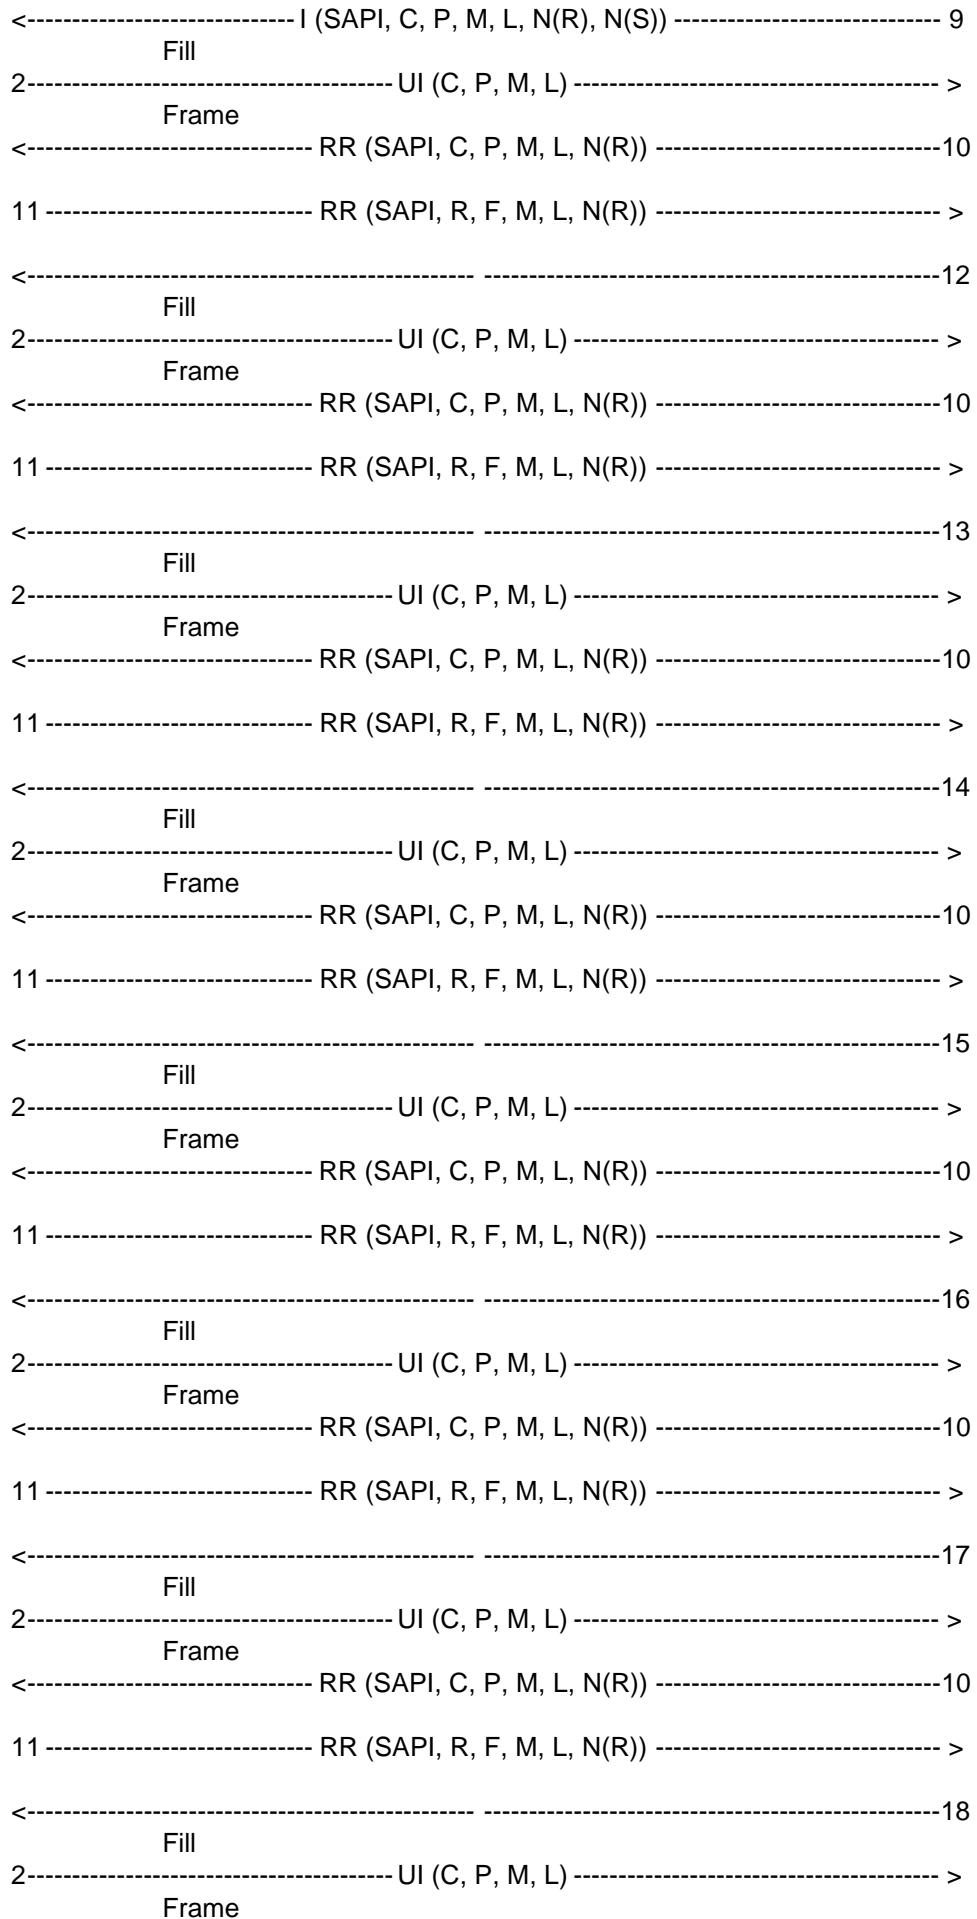 <------------------------------ I (SAPI, C, P, M, L, N(R), N(S)) ------------------------------ 9
Fill
2----------------------------------------- UI (C, P, M, L) ----------------------------------------- >
Frame
<-------------------------------- RR (SAPI, C, P, M, L, N(R)) --------------------------------10
11 ------------------------------ RR (SAPI, R, F, M, L, N(R)) -------------------------------- >
<-------------------------------------------------- ---------------------------------------------------12
Fill
2----------------------------------------- UI (C, P, M, L) ----------------------------------------- >
Frame
<-------------------------------- RR (SAPI, C, P, M, L, N(R)) --------------------------------10
11 ------------------------------ RR (SAPI, R, F, M, L, N(R)) -------------------------------- >
<-------------------------------------------------- ---------------------------------------------------13
Fill
2----------------------------------------- UI (C, P, M, L) ----------------------------------------- >
Frame
<-------------------------------- RR (SAPI, C, P, M, L, N(R)) --------------------------------10
11 ------------------------------ RR (SAPI, R, F, M, L, N(R)) -------------------------------- >
<-------------------------------------------------- ---------------------------------------------------14
Fill
2----------------------------------------- UI (C, P, M, L) ----------------------------------------- >
Frame
<-------------------------------- RR (SAPI, C, P, M, L, N(R)) --------------------------------10
11 ------------------------------ RR (SAPI, R, F, M, L, N(R)) -------------------------------- >
<-------------------------------------------------- ---------------------------------------------------15
Fill
2----------------------------------------- UI (C, P, M, L) ----------------------------------------- >
Frame
<-------------------------------- RR (SAPI, C, P, M, L, N(R)) --------------------------------10
11 ------------------------------ RR (SAPI, R, F, M, L, N(R)) -------------------------------- >
<-------------------------------------------------- ---------------------------------------------------16
Fill
2----------------------------------------- UI (C, P, M, L) ----------------------------------------- >
Frame
<-------------------------------- RR (SAPI, C, P, M, L, N(R)) --------------------------------10
11 ------------------------------ RR (SAPI, R, F, M, L, N(R)) -------------------------------- >
<-------------------------------------------------- ---------------------------------------------------17
Fill
2----------------------------------------- UI (C, P, M, L) ----------------------------------------- >
Frame
<-------------------------------- RR (SAPI, C, P, M, L, N(R)) --------------------------------10
11 ------------------------------ RR (SAPI, R, F, M, L, N(R)) -------------------------------- >
<-------------------------------------------------- ---------------------------------------------------18
Fill
2----------------------------------------- UI (C, P, M, L) ----------------------------------------- >
Frame